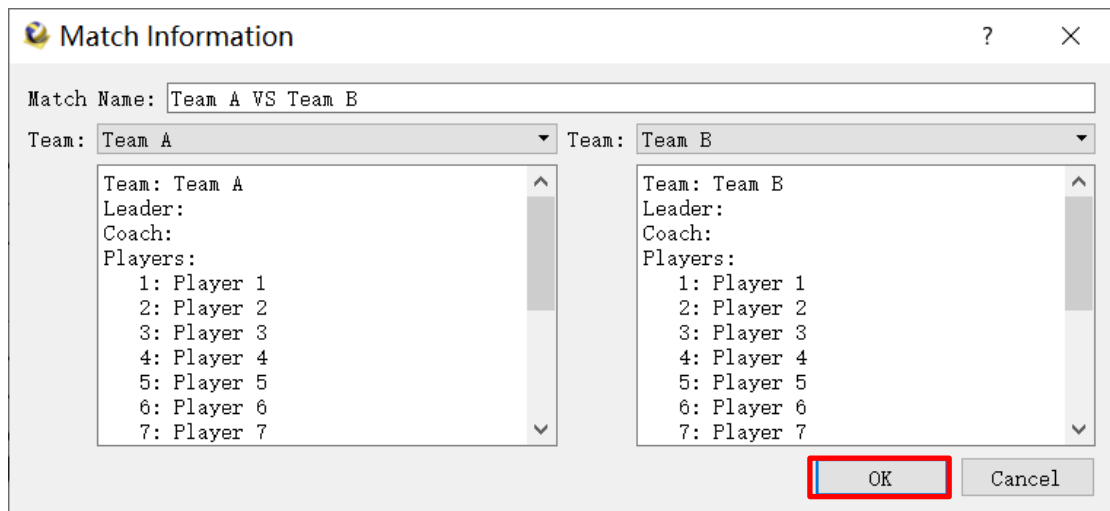 Match Information
?
Match Name: Team A VS Team B
Team: Team A
Team: Team B
Team: Team A
Leader:
Coach:
Players:
1: Player 1
2: Player 2
3: Player 3
4: Player 4
5: Player 5
6: Player 6
7: Player 7
Team: Team B
Leader:
Coach:
Players:
1: Player 1
2: Player 2
3: Player 3
4: Player 4
5: Player 5
6: Player 6
7: Player 7
OK
Cancel